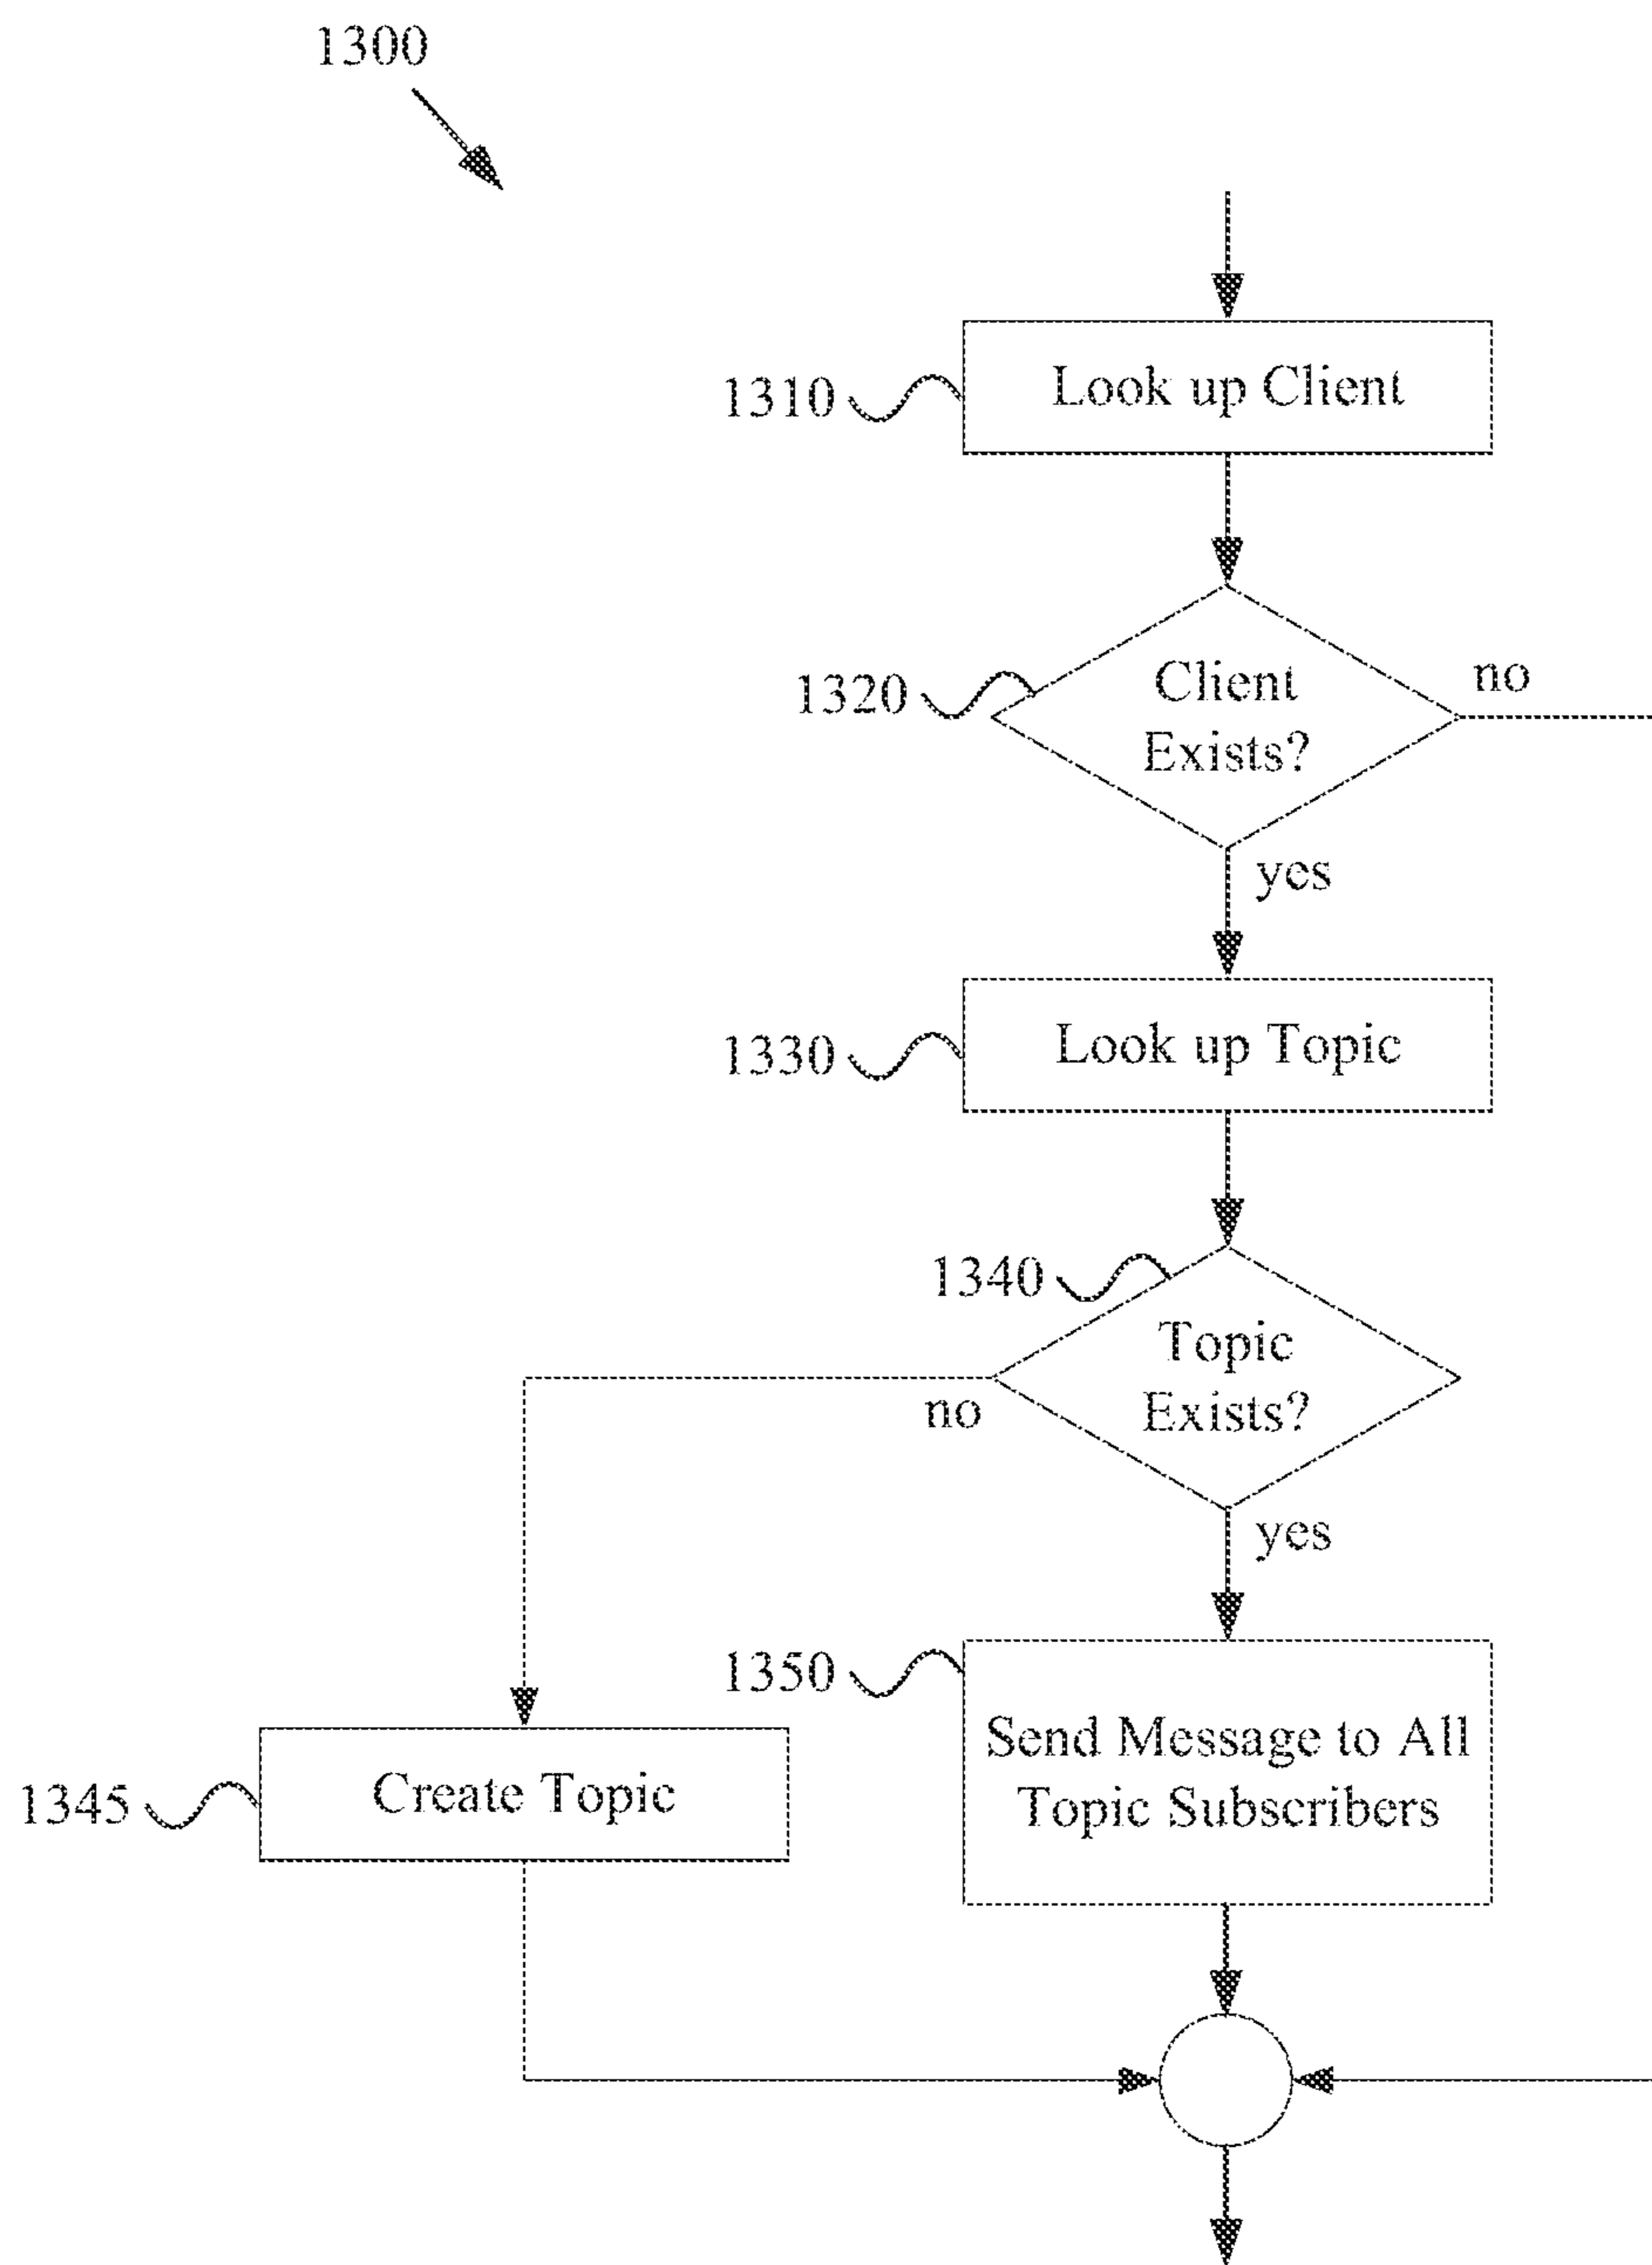 1300
1310
Look up Client
1320
Client
Exists?
no
yes
1330
Look up Topic
1340
Topic
Exists?
no
yes
1350
Send Message to All
Topic Subscribers
1345
Create Topic